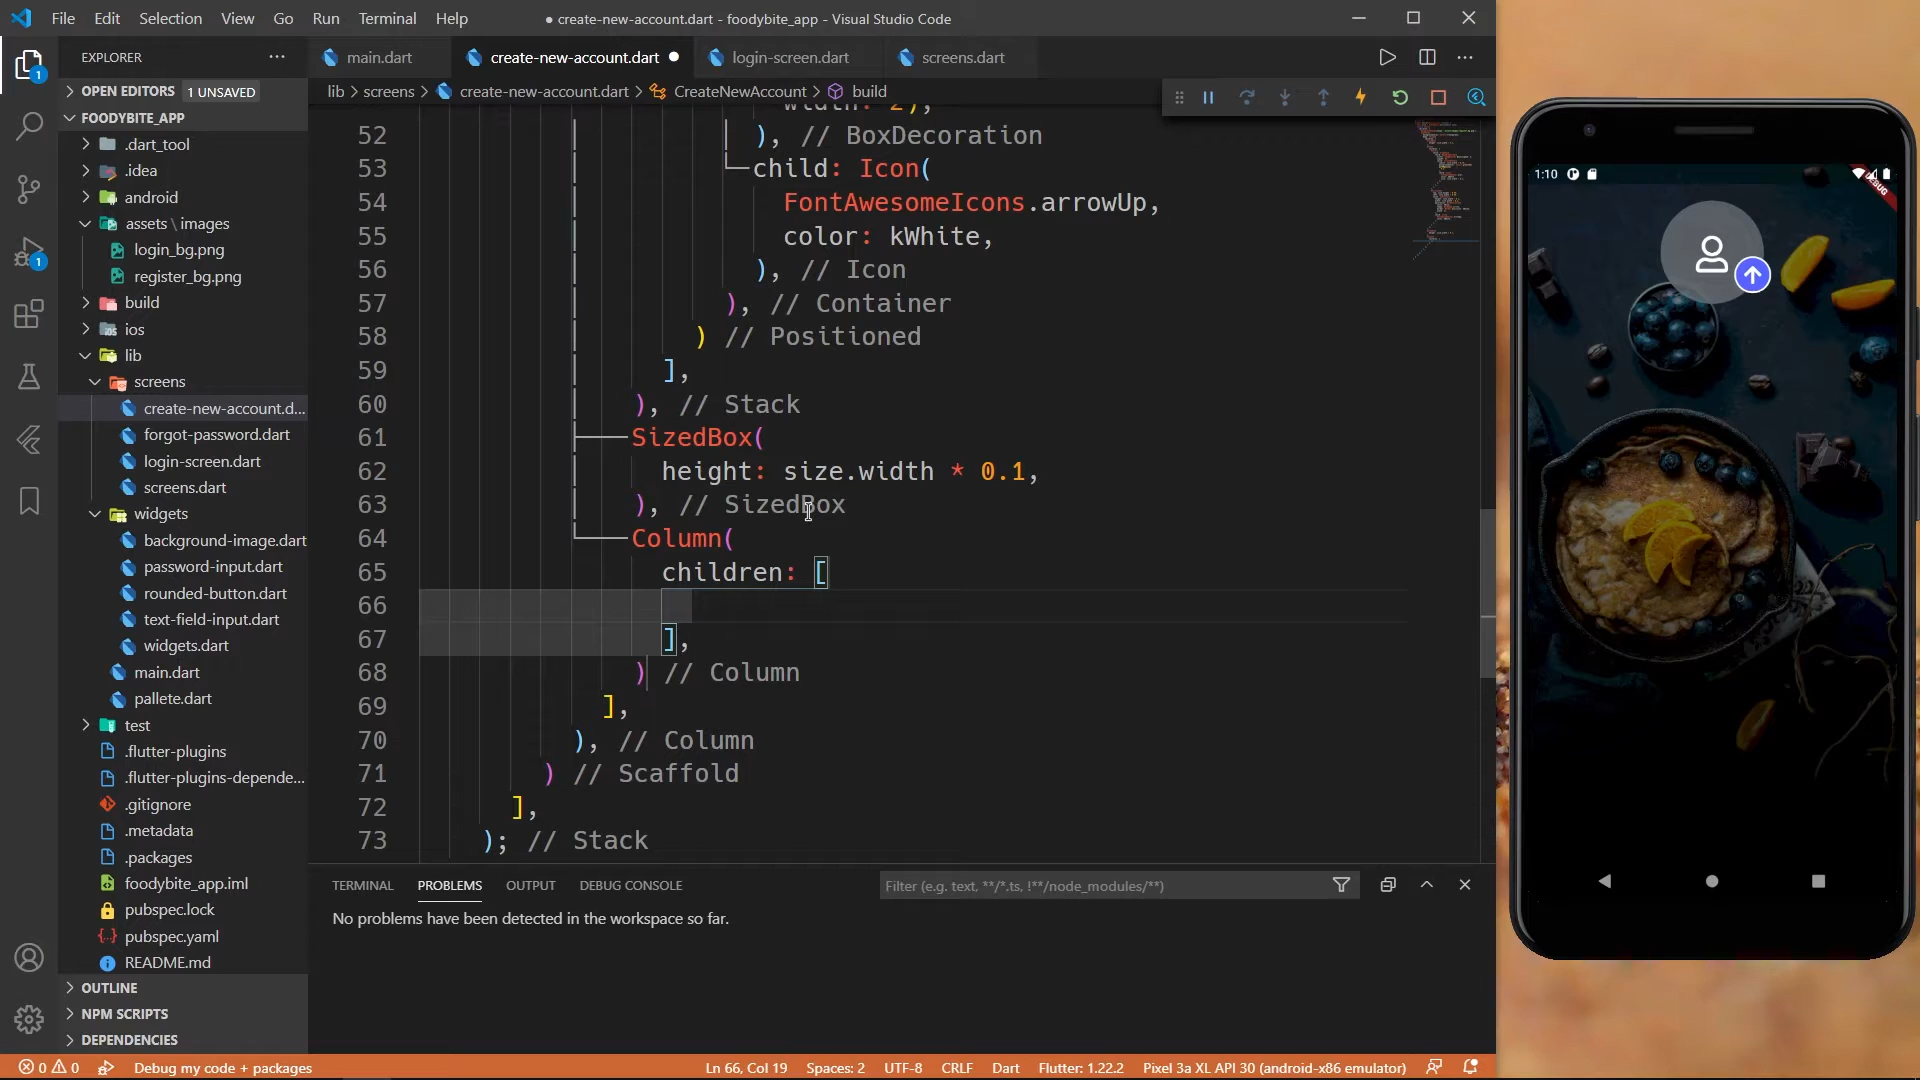 File Edit Selection View Go Run Terminal Help
● create-new-account.dart - foodybite_app - Visual Studio Code
EXPLORER
main.dart
create-new-account.dart
login-screen.dart
screens.dart
OPEN EDITORS 1 UNSAVED
lib > screens > create-new-account.dart > CreateNewAccount > build
FOODYBITE_APP
.dart_tool
.idea
android
assets \ images
login_bg.png
register_bg.png
build
ios
lib
screens
create-new-account.d...
forgot-password.dart
login-screen.dart
screens.dart
widgets
background-image.dart
password-input.dart
rounded-button.dart
text-field-input.dart
widgets.dart
main.dart
pallete.dart
test
.flutter-plugins
.flutter-plugins-depende...
.gitignore
.metadata
.packages
foodybite_app.iml
pubspec.lock
pubspec.yaml
README.md
OUTLINE
NPM SCRIPTS
DEPENDENCIES
1
1
width: 2),
52 ), // BoxDecoration
53 child: Icon(
54 FontAwesomeIcons.arrowUp,
55 color: kWhite,
56 ), // Icon
57 ), // Container
58 ) // Positioned
59 ],
60 ), // Stack
61 SizedBox(
62 height: size.width * 0.1,
63 ), // SizedBox
64 Column(
65 children: [
66
67 ],
68 ) // Column
69 ],
70 ), // Column
71 ) // Scaffold
72 ],
73 ); // Stack
TERMINAL PROBLEMS OUTPUT DEBUG CONSOLE
Filter (e.g. text, **/*.ts, !**/node_modules/**)
No problems have been detected in the workspace so far.
0 0 Debug my code + packages
Ln 66, Col 19 Spaces: 2 UTF-8 CRLF Dart Flutter: 1.22.2 Pixel 3a XL API 30 (android-x86 emulator)
1:10
DEBUG